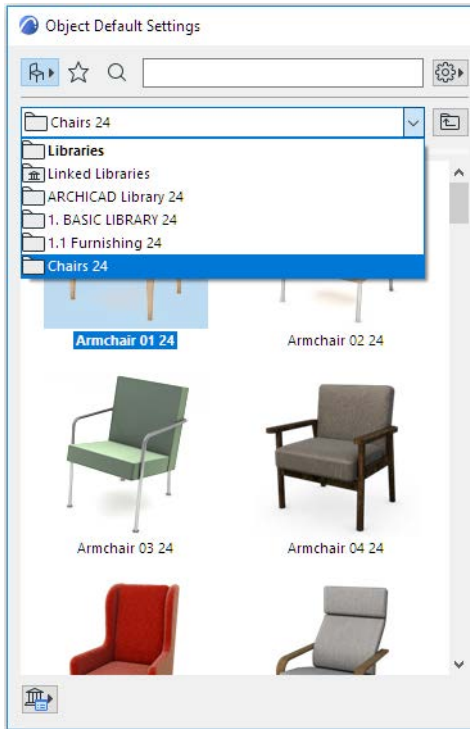 Object Default Settings
Chairs 24
Libraries
Linked Libraries
ARCHICAD Library 24
1. BASIC LIBRARY 24
1.1 Furnishing 24
Chairs 24
Armchair 01 24
Armchair 02 24
Armchair 03 24
Armchair 04 24